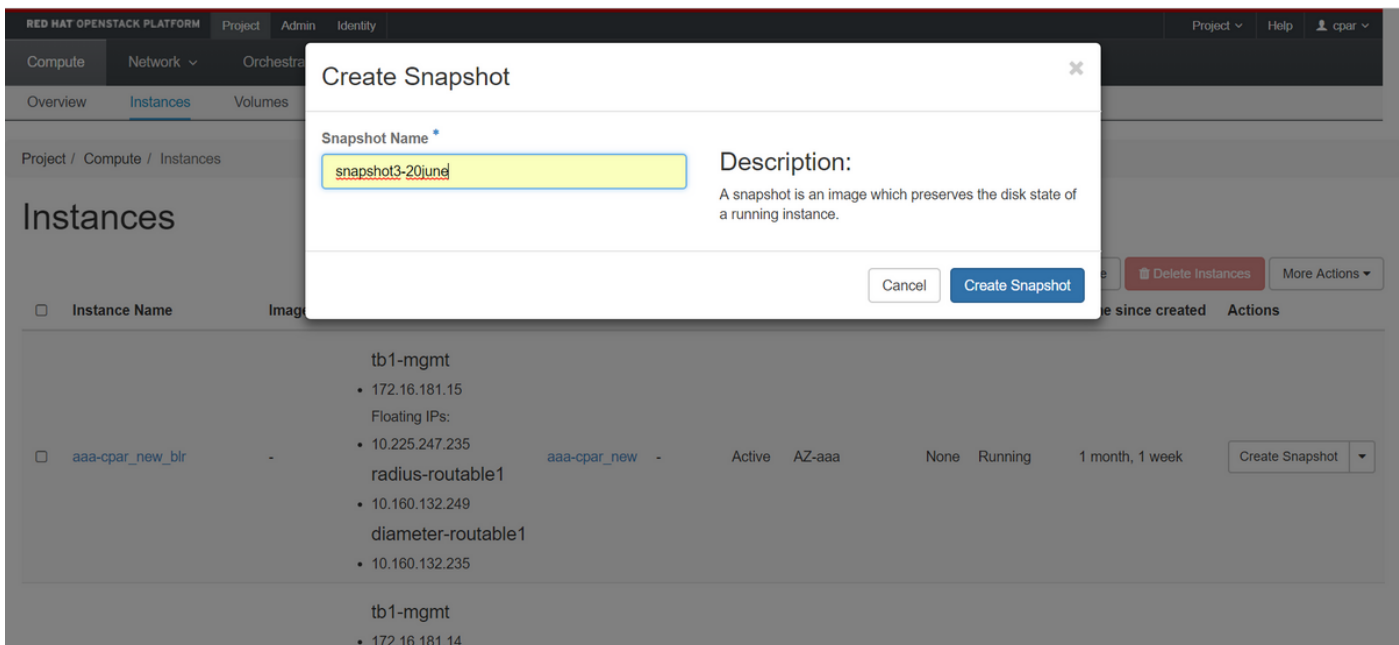 RED HAT OPENSTACK PLATFORM Project Admin Identity Project Help cpar
Compute Network Orchestra
Overview Instances Volumes
Create Snapshot
Project / Compute / Instances
Snapshot Name *
snapshot3-20june
Description:
A snapshot is an image which preserves the disk state of
a running instance.
Cancel Create Snapshot
Instances
e Delete Instances More Actions
Instance Name Image e since created Actions
tb1-mgmt
• 172.16.181.15
Floating IPs:
• 10.225.247.235
aaa-cpar_new_blr - aaa-cpar_new - Active AZ-aaa None Running 1 month, 1 week Create Snapshot
radius-routable1
• 10.160.132.249
diameter-routable1
• 10.160.132.235
tb1-mgmt
• 172.16.181.14